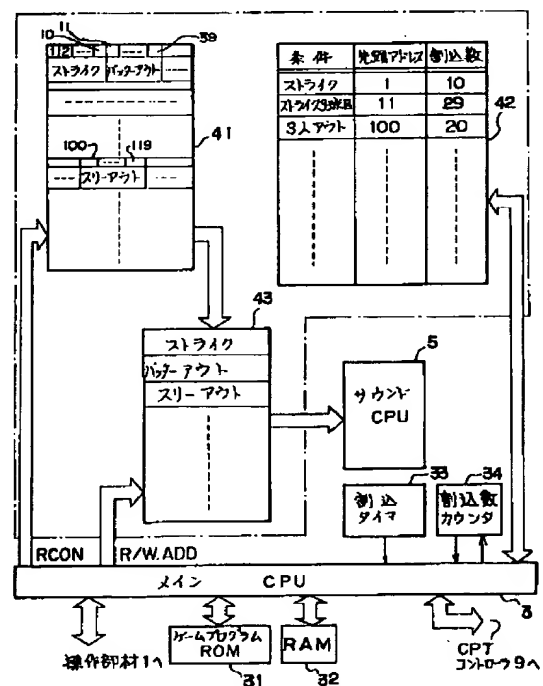 10 11 39
1 2
ストライク バッターアウト
41
100 119
スリーアウト
条件 先頭アドレス 割込数
ストライク 1 10
ストライク3球目 11 29
3人アウト 100 20
42
43
ストライク
バッターアウト
スリーアウト
5
サウンド
CPU
33
割込
タイマ
34
割込数
カウンタ
RCON R/W.ADD
メイン CPU
3
操作部材1へ
ゲームプログラム
ROM
31
RAM
32
CPT
コントローラ9へ